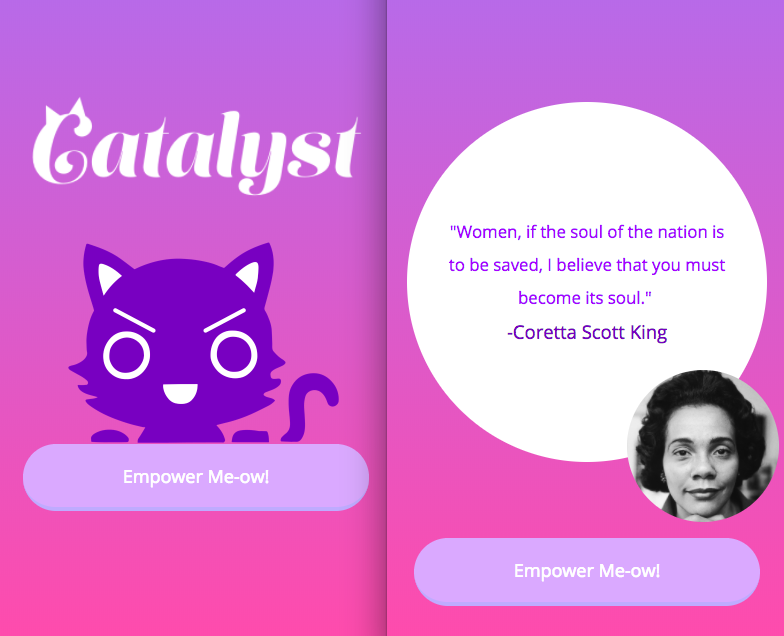 Catalyst
Empower Me-ow!
"Women, if the soul of the nation is
to be saved, I believe that you must
become its soul."
-Coretta Scott King
Empower Me-ow!